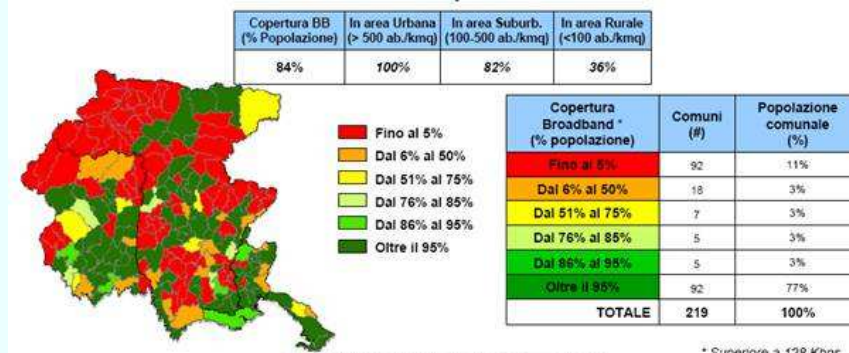 Copertura BB In area Urbana In area Suburb. In area Rurale
(% Popolazione) (> 500 ab./kmq) (100-500 ab./kmq) (<100 ab./kmq)
84% 100% 82% 36%
Fino al 5%
Dal 6% al 50%
Dal 51% al 75%
Dal 76% al 85%
Dal 86% al 95%
Oltre il 95%
Copertura Broadband * (% popolazione) Comuni (#) Popolazione comunale (%)
Fino al 5% 92 11%
Dal 6% al 50% 18 3%
Dal 51% al 75% 7 3%
Dal 76% al 85% 5 3%
Dal 86% al 95% 5 3%
Oltre il 95% 92 77%
TOTALE 219 100%
* Superiore a 128 Kbps